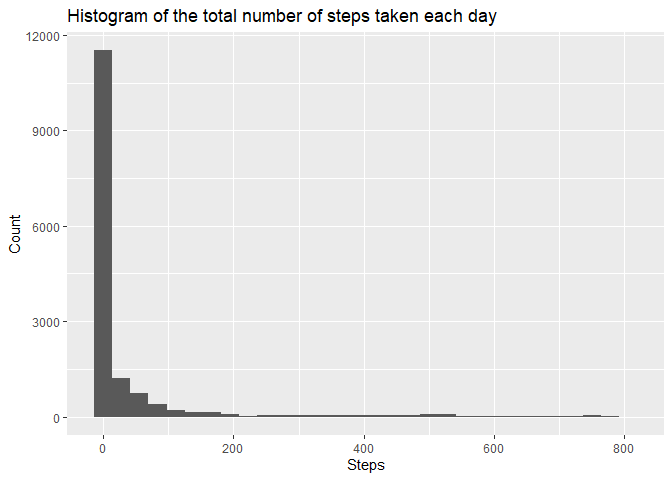 Histogram of the total number of steps taken each day
12000
9000
6000
3000
0
Count
0 200 400 600 800
Steps